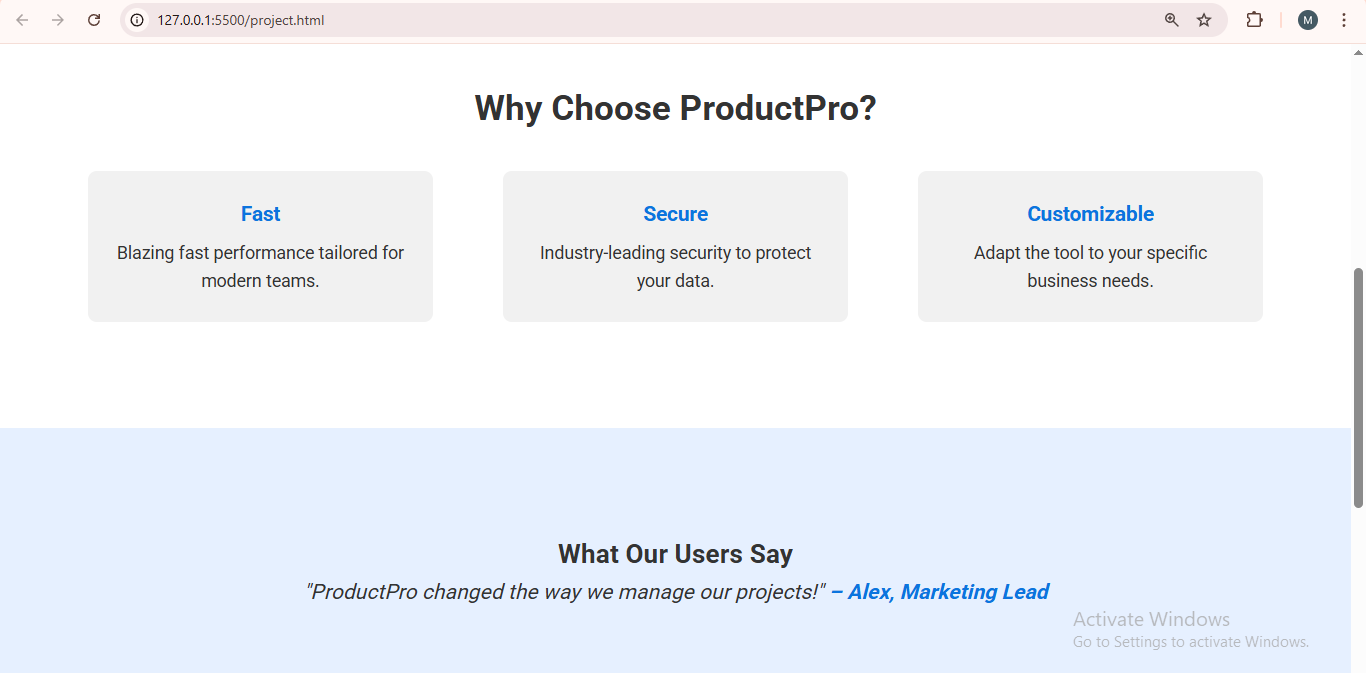 127.0.0.1:5500/project.html
M
Why Choose ProductPro?
Fast
Blazing fast performance tailored for
modern teams.
Secure
Industry-leading security to protect
your data.
Customizable
Adapt the tool to your specific
business needs.
What Our Users Say
"ProductPro changed the way we manage our projects!" – Alex, Marketing Lead
Activate Windows
Go to Settings to activate Windows.